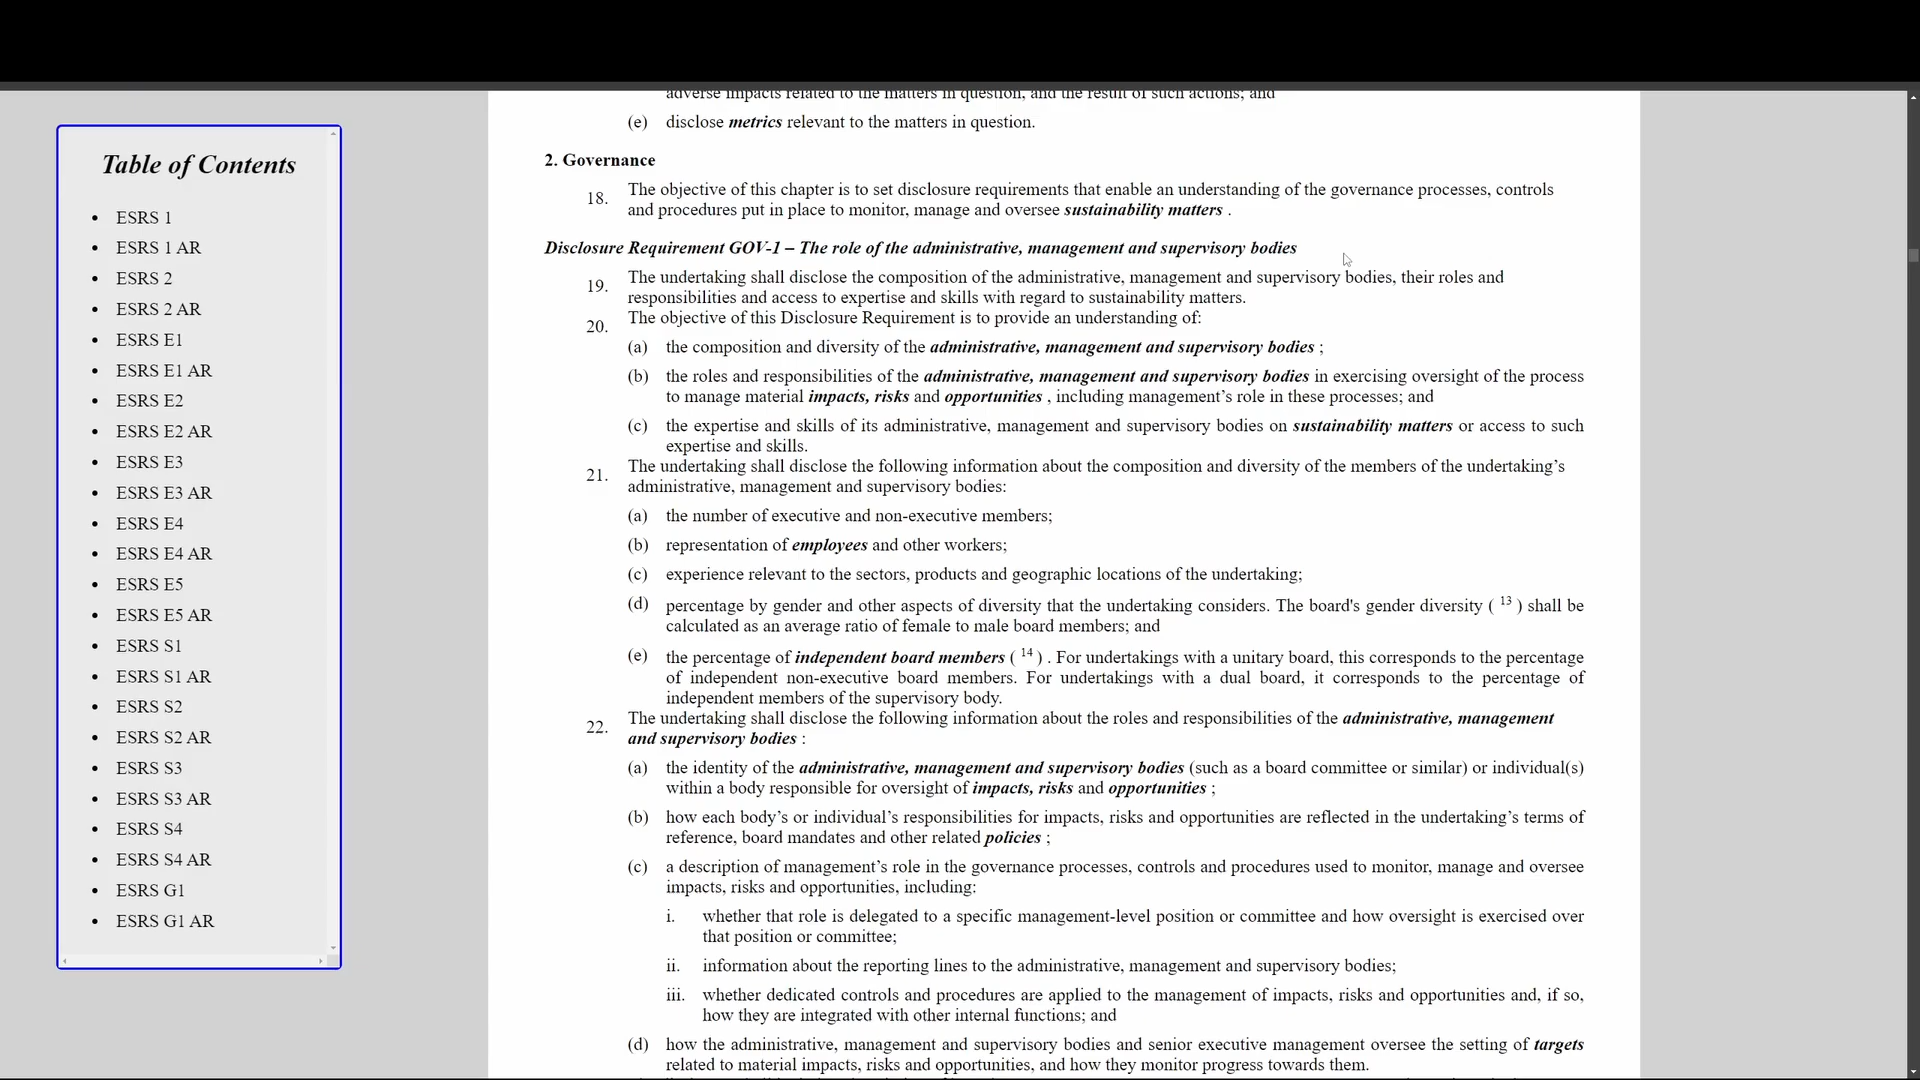 Table of Contents
• ESRS 1
• ESRS 1 AR
• ESRS 2
• ESRS 2 AR
• ESRS E1
• ESRS E1 AR
• ESRS E2
• ESRS E2 AR
• ESRS E3
• ESRS E3 AR
• ESRS E4
• ESRS E4 AR
• ESRS E5
• ESRS E5 AR
• ESRS S1
• ESRS S1 AR
• ESRS S2
• ESRS S2 AR
• ESRS S3
• ESRS S3 AR
• ESRS S4
• ESRS S4 AR
• ESRS G1
• ESRS G1 AR
adverse impacts related to the matters in question, and the result of such actions; and
(e) disclose metrics relevant to the matters in question.
2. Governance
18. The objective of this chapter is to set disclosure requirements that enable an understanding of the governance processes, controls
and procedures put in place to monitor, manage and oversee sustainability matters .
Disclosure Requirement GOV-1 – The role of the administrative, management and supervisory bodies
19. The undertaking shall disclose the composition of the administrative, management and supervisory bodies, their roles and
responsibilities and access to expertise and skills with regard to sustainability matters.
20. The objective of this Disclosure Requirement is to provide an understanding of:
(a) the composition and diversity of the administrative, management and supervisory bodies ;
(b) the roles and responsibilities of the administrative, management and supervisory bodies in exercising oversight of the process
to manage material impacts, risks and opportunities , including management’s role in these processes; and
(c) the expertise and skills of its administrative, management and supervisory bodies on sustainability matters or access to such
expertise and skills.
21. The undertaking shall disclose the following information about the composition and diversity of the members of the undertaking’s
administrative, management and supervisory bodies:
(a) the number of executive and non-executive members;
(b) representation of employees and other workers;
(c) experience relevant to the sectors, products and geographic locations of the undertaking;
(d) percentage by gender and other aspects of diversity that the undertaking considers. The board's gender diversity ( 13 ) shall be
calculated as an average ratio of female to male board members; and
(e) the percentage of independent board members ( 14 ) . For undertakings with a unitary board, this corresponds to the percentage
of independent non-executive board members. For undertakings with a dual board, it corresponds to the percentage of
independent members of the supervisory body.
22. The undertaking shall disclose the following information about the roles and responsibilities of the administrative, management
and supervisory bodies :
(a) the identity of the administrative, management and supervisory bodies (such as a board committee or similar) or individual(s)
within a body responsible for oversight of impacts, risks and opportunities ;
(b) how each body’s or individual’s responsibilities for impacts, risks and opportunities are reflected in the undertaking’s terms of
reference, board mandates and other related policies ;
(c) a description of management’s role in the governance processes, controls and procedures used to monitor, manage and oversee
impacts, risks and opportunities, including:
i. whether that role is delegated to a specific management-level position or committee and how oversight is exercised over
that position or committee;
ii. information about the reporting lines to the administrative, management and supervisory bodies;
iii. whether dedicated controls and procedures are applied to the management of impacts, risks and opportunities and, if so,
how they are integrated with other internal functions; and
(d) how the administrative, management and supervisory bodies and senior executive management oversee the setting of targets
related to material impacts, risks and opportunities, and how they monitor progress towards them.